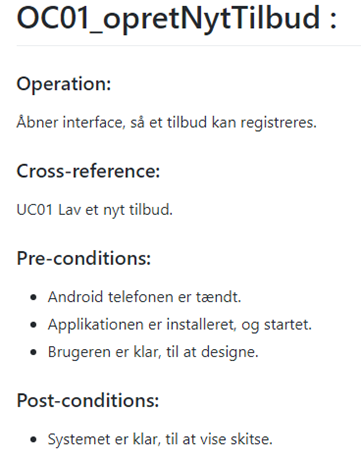 OC01_opretNytTilbud :
Operation:
Åbner interface, så et tilbud kan registreres.
Cross-reference:
UC01 Lav et nyt tilbud.
Pre-conditions:
• Android telefonen er tændt.
• Applikationen er installeret, og startet.
• Brugeren er klar, til at designe.
Post-conditions:
• Systemet er klar, til at vise skitse.